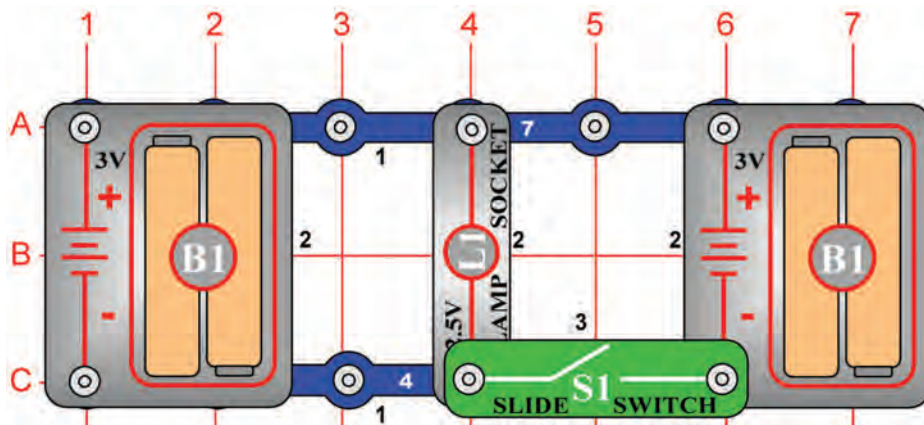 1 2 3 4 5 6 7
A
7
1
3V
3V
SOCKET
+
+
B
B1
2
L1
2
2
B1
LAMP
2.5V
-
-
3
C
4
S1
SLIDE SWITCH
1